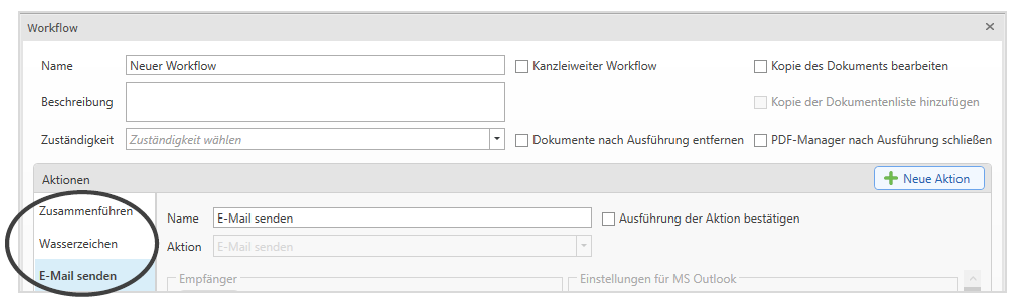 Workflow
Name Neuer Workflow Kanzleiweiter Workflow Kopie des Dokuments bearbeiten
Beschreibung Kopie der Dokumentenliste hinzufügen
Zuständigkeit Zuständigkeit wählen Dokumente nach Ausführung entfernen PDF-Manager nach Ausführung schließen
Aktionen Neue Aktion
Zusammenführen
Name E-Mail senden Ausführung der Aktion bestätigen
Wasserzeichen
Aktion E-Mail senden
E-Mail senden
Empfänger Einstellungen für MS Outlook